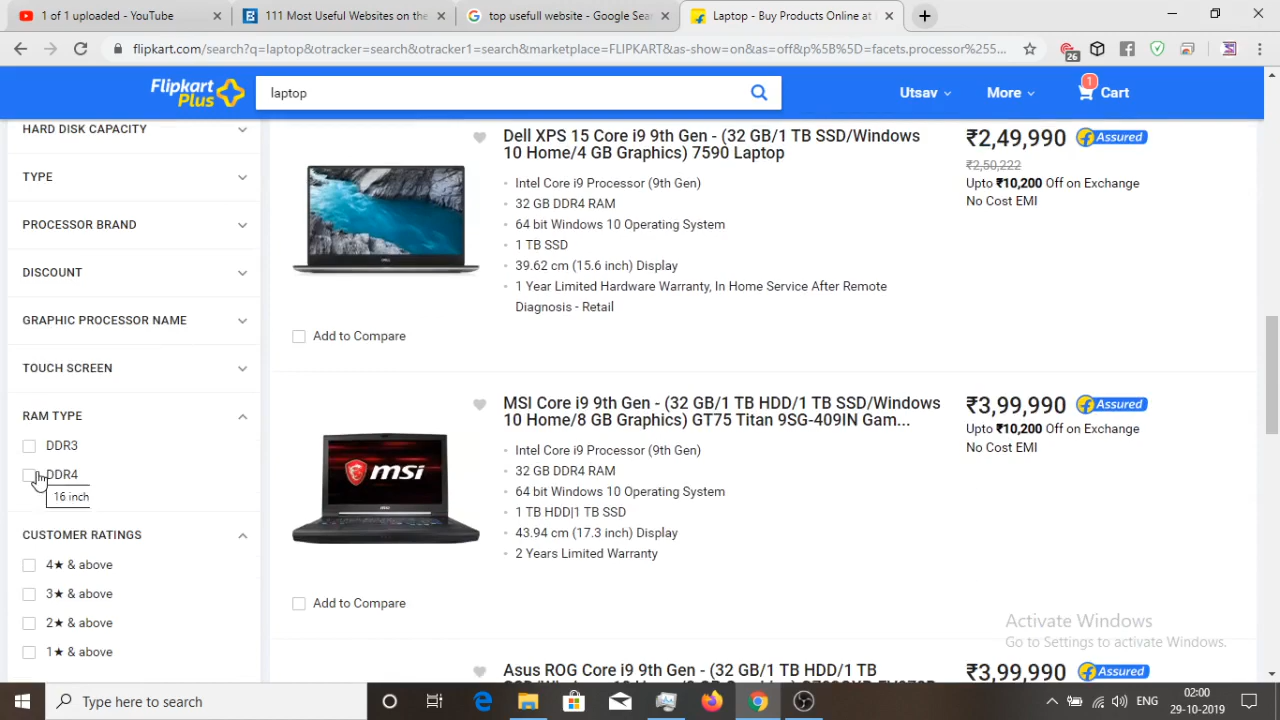 1 of 1 uploaded - YouTube
111 Most Useful Websites on the
top usefull website - Google Sea
Laptop - Buy Products Online at
flipkart.com/search?q=laptop&otracker=search&otracker1=search&marketplace=FLIPKART&as-show=on&as=off&p%5B%5D=facets.processor%255...
26
Flipkart
Plus
laptop
Utsav
More
1
Cart
HARD DISK CAPACITY
TYPE
PROCESSOR BRAND
DISCOUNT
GRAPHIC PROCESSOR NAME
TOUCH SCREEN
RAM TYPE
DDR3
DDR4
16 inch
CUSTOMER RATINGS
4★ & above
3★ & above
2★ & above
1★ & above
Dell XPS 15 Core i9 9th Gen - (32 GB/1 TB SSD/Windows
10 Home/4 GB Graphics) 7590 Laptop
Intel Core i9 Processor (9th Gen)
32 GB DDR4 RAM
64 bit Windows 10 Operating System
1 TB SSD
39.62 cm (15.6 inch) Display
1 Year Limited Hardware Warranty, In Home Service After Remote
Diagnosis - Retail
Add to Compare
₹2,49,990
Assured
₹2,50,222
Upto ₹10,200 Off on Exchange
No Cost EMI
MSI Core i9 9th Gen - (32 GB/1 TB HDD/1 TB SSD/Windows
10 Home/8 GB Graphics) GT75 Titan 9SG-409IN Gam...
msi
Intel Core i9 Processor (9th Gen)
32 GB DDR4 RAM
64 bit Windows 10 Operating System
1 TB HDD|1 TB SSD
43.94 cm (17.3 inch) Display
2 Years Limited Warranty
Add to Compare
₹3,99,990
Assured
Upto ₹10,200 Off on Exchange
No Cost EMI
Asus ROG Core i9 9th Gen - (32 GB/1 TB HDD/1 TB
₹3,99,990
Assured
Activate Windows
Go to Settings to activate Windows.
Type here to search
ENG
02:00
29-10-2019